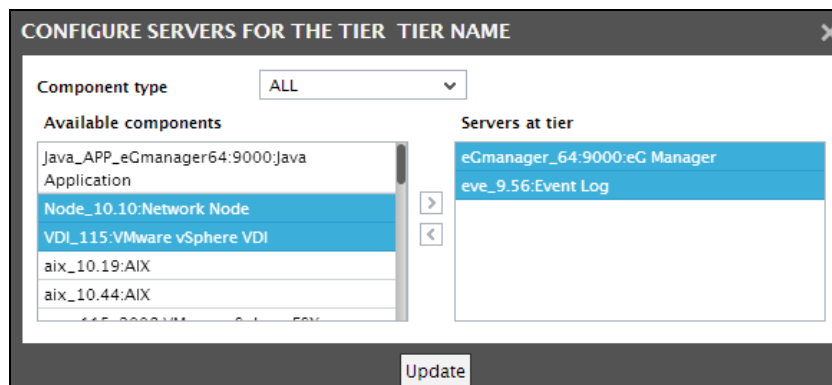 CONFIGURE SERVERS FOR THE TIER TIER NAME
Component type
ALL
Available components
Servers at tier
Java_APP_eGmanager64:9000:Java
Application
Node_10.10:Network Node
VDI_115:VMware vSphere VDI
aix_10.19:AIX
aix_10.44:AIX
eGmanager_64:9000:eG Manager
eve_9.56:Event Log
Update